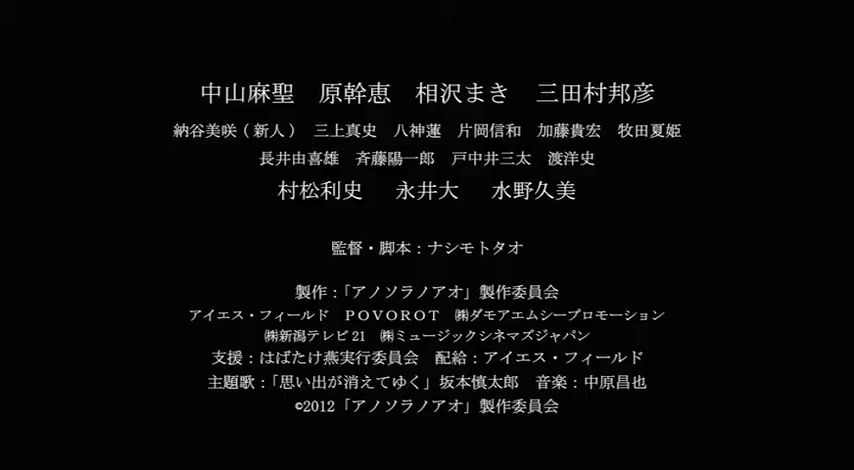 中山麻聖　原幹恵　相沢まき　三田村邦彦
納谷美咲（新人）　三上真史　八神蓮　片岡信和　加藤貴宏　牧田夏姫
長井由喜雄　斉藤陽一郎　戸中井三太　渡洋史
村松利史　永井大　水野久美
監督・脚本：ナシモトタオ
製作：「アノソラノアオ」製作委員会
アイエス・フィールド　ＰＯＶＯＲＯＴ　㈱ダモアエムシープロモーション
㈱新潟テレビ21　㈱ミュージックシネマズジャパン
支援：はばたけ燕実行委員会　配給：アイエス・フィールド
主題歌：「思い出が消えてゆく」坂本慎太郎　音楽：中原昌也
©2012「アノソラノアオ」製作委員会